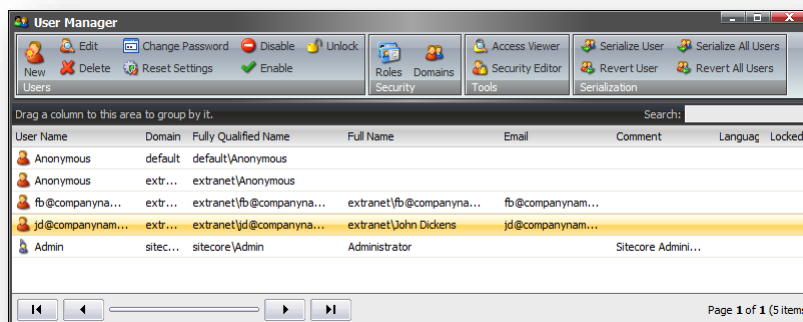 User Manager
Edit Change Password Disable Unlock Access Viewer Serialize User Serialize All Users
New Delete Reset Settings Enable Roles Domains Security Editor Revert User Revert All Users
Users Security Tools Serialization
Drag a column to this area to group by it. Search:
User Name Domain Fully Qualified Name Full Name Email Comment Languag Locked
Anonymous default default\Anonymous
Anonymous extr... extranet\Anonymous
fb@companyna... extr... extranet\fb@companyna... extranet\fb@companyna... fb@companynam...
jd@companynam... extr... extranet\jd@companyna... extranet\John Dickens jd@companynam...
Admin sitec... sitecore\Admin Administrator Sitecore Admini...
Page 1 of 1 (5 items